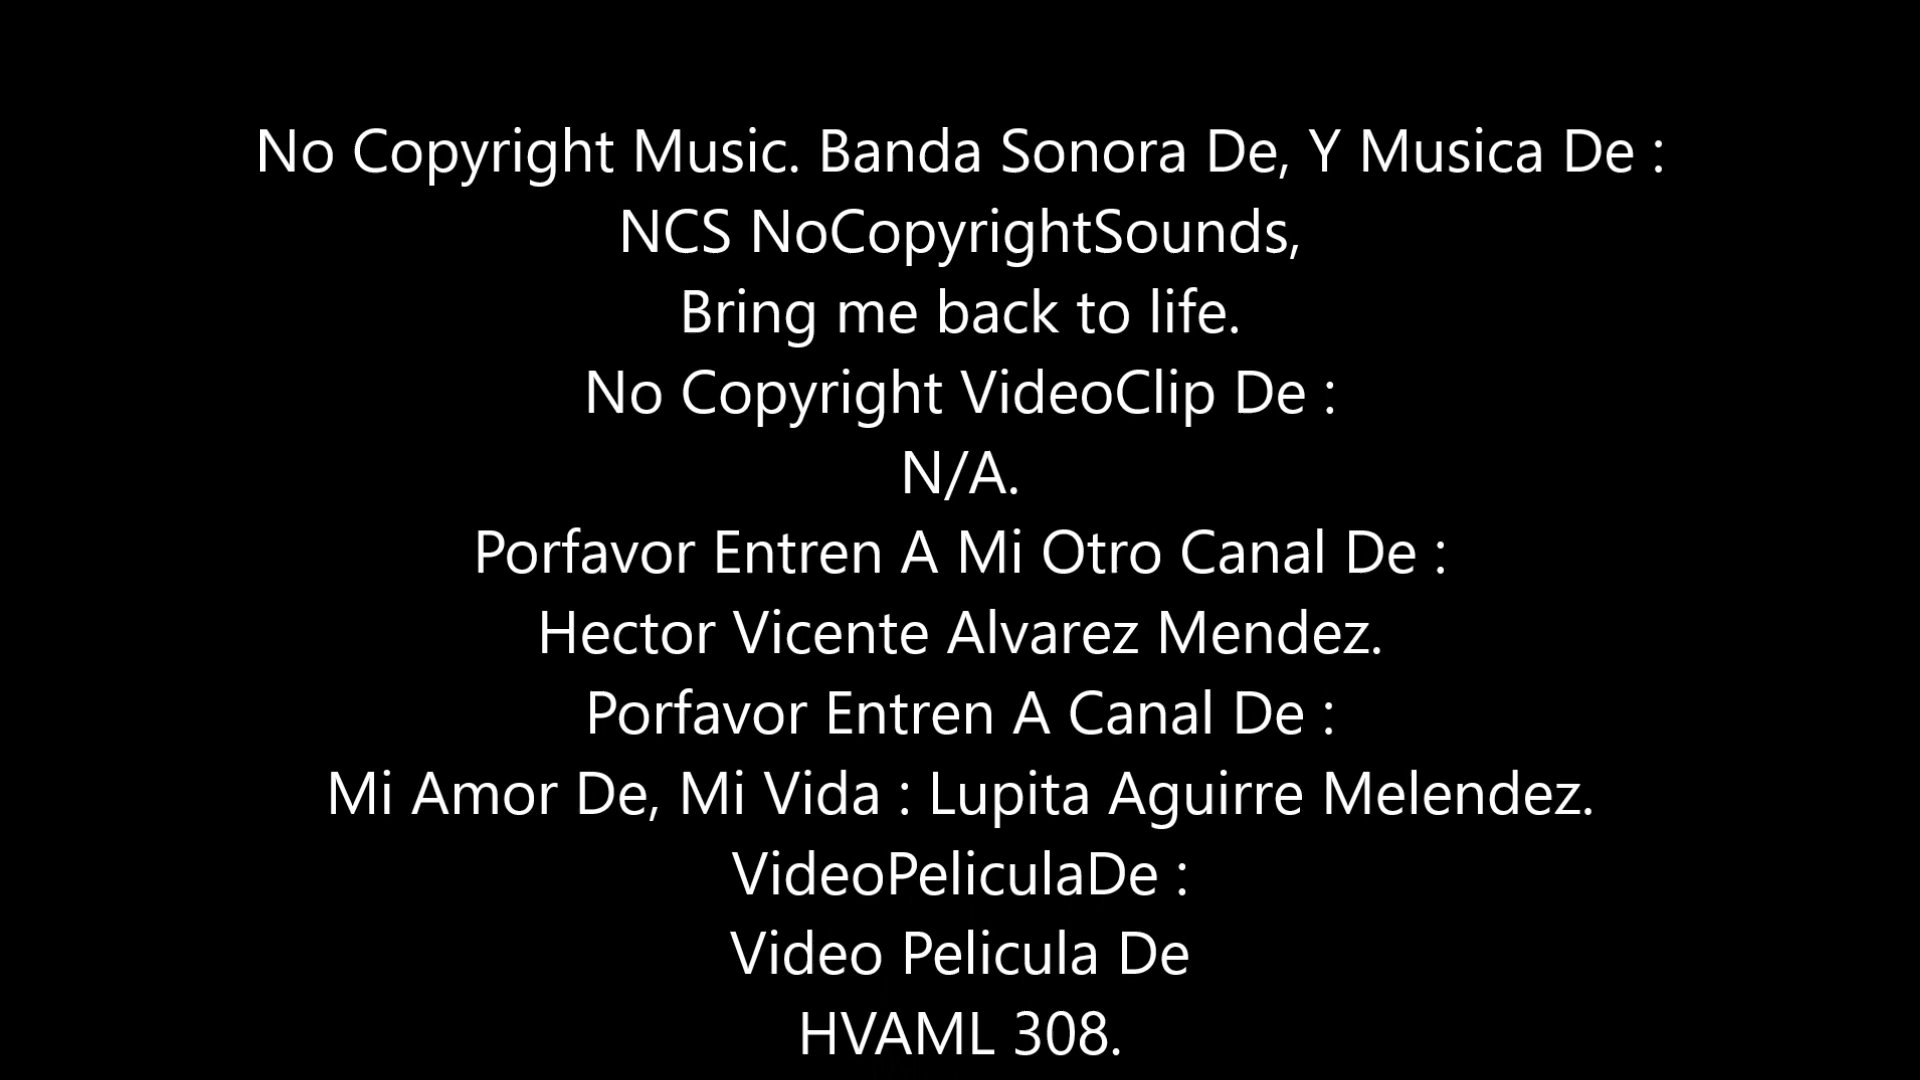 No Copyright Music. Banda Sonora De, Y Musica De :
NCS NoCopyrightSounds,
Bring me back to life.
No Copyright VideoClip De :
N/A.
Porfavor Entren A Mi Otro Canal De :
Hector Vicente Alvarez Mendez.
Porfavor Entren A Canal De :
Mi Amor De, Mi Vida : Lupita Aguirre Melendez.
VideoPeliculaDe :
Video Pelicula De
HVAML 308.